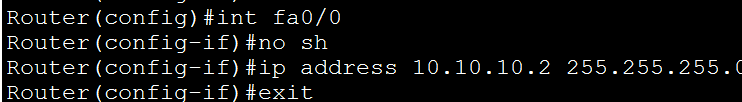 Router(config)#int fa0/0
Router(config-if)#no sh
Router(config-if)#ip address 10.10.10.2 255.255.255.0
Router(config-if)#exit